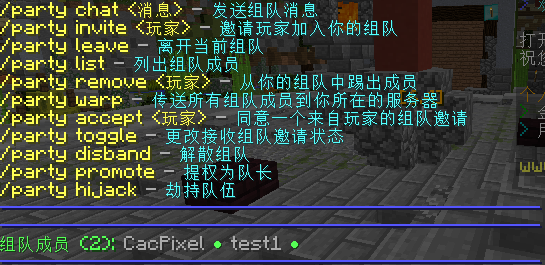 /party chat <消息> - 发送组队消息
/party invite <玩家> - 邀请玩家加入你的组队
/party leave - 离开当前组队
/party list - 列出组队成员
/party remove <玩家> - 从你的组队中踢出成员
/party warp - 传送所有组队成员到你所在的服务器
/party accept <玩家> - 同意一个来自玩家的组队邀请
/party toggle - 更改接收组队邀请状态
/party disband - 解散组队
/party promote - 提权为队长
/party hijack - 劫持队伍
组队成员 (2): CacPixel ● test1 ●
打开
祝您